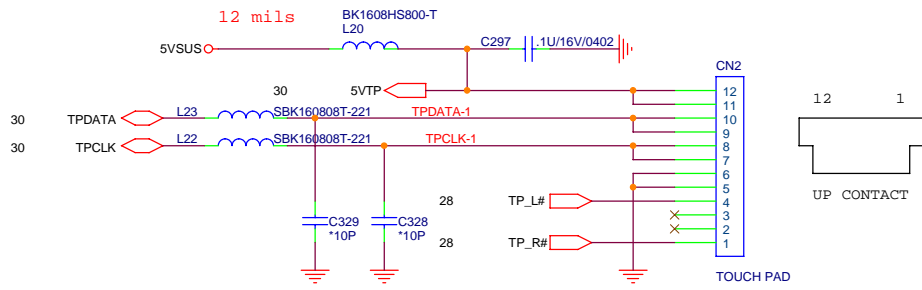 12 mils
BK1608HS800-T
L20
5VSUS
C297
.1U/16V/0402
CN2
30
5VTP
12
11
10
9
8
7
6
5
4
3
2
1
30
TPDATA
L23
SBK160808T-221
TPDATA-1
30
TPCLK
L22
SBK160808T-221
TPCLK-1
12 1
UP CONTACT
28
TP_L#
C329
*10P
C328
*10P
28
TP_R#
TOUCH PAD